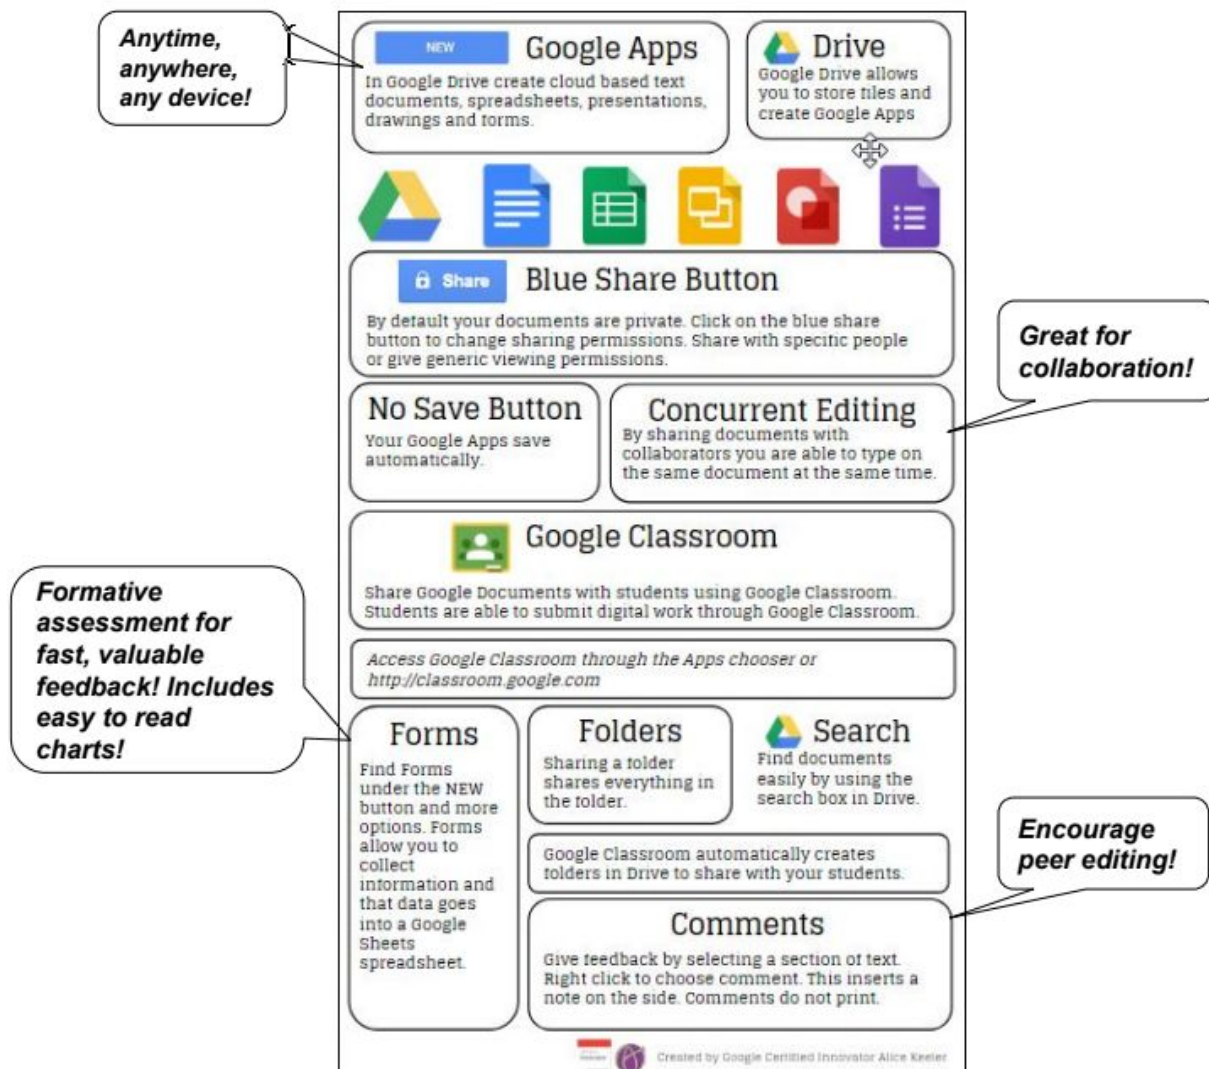 Anytime,
anywhere,
any device!
NEW
Google Apps
In Google Drive create cloud based text
documents, spreadsheets, presentations,
drawings and forms.
Drive
Google Drive allows
you to store files and
create Google Apps
Share
Blue Share Button
By default your documents are private. Click on the blue share
button to change sharing permissions. Share with specific people
or give generic viewing permissions.
Great for
collaboration!
No Save Button
Your Google Apps save
automatically.
Concurrent Editing
By sharing documents with
collaborators you are able to type on
the same document at the same time.
Google Classroom
Share Google Documents with students using Google Classroom.
Students are able to submit digital work through Google Classroom.
Formative
assessment for
fast, valuable
feedback! Includes
easy to read
charts!
Access Google Classroom through the Apps chooser or
http://classroom.google.com
Forms
Find Forms
under the NEW
button and more
options. Forms
allow you to
collect
information and
that data goes
into a Google
Sheets
spreadsheet.
Folders
Sharing a folder
shares everything in
the folder.
Search
Find documents
easily by using the
search box in Drive.
Google Classroom automatically creates
folders in Drive to share with your students.
Encourage
peer editing!
Comments
Give feedback by selecting a section of text.
Right click to choose comment. This inserts a
note on the side. Comments do not print.
Created by Google Certified Innovator Alice Keeler